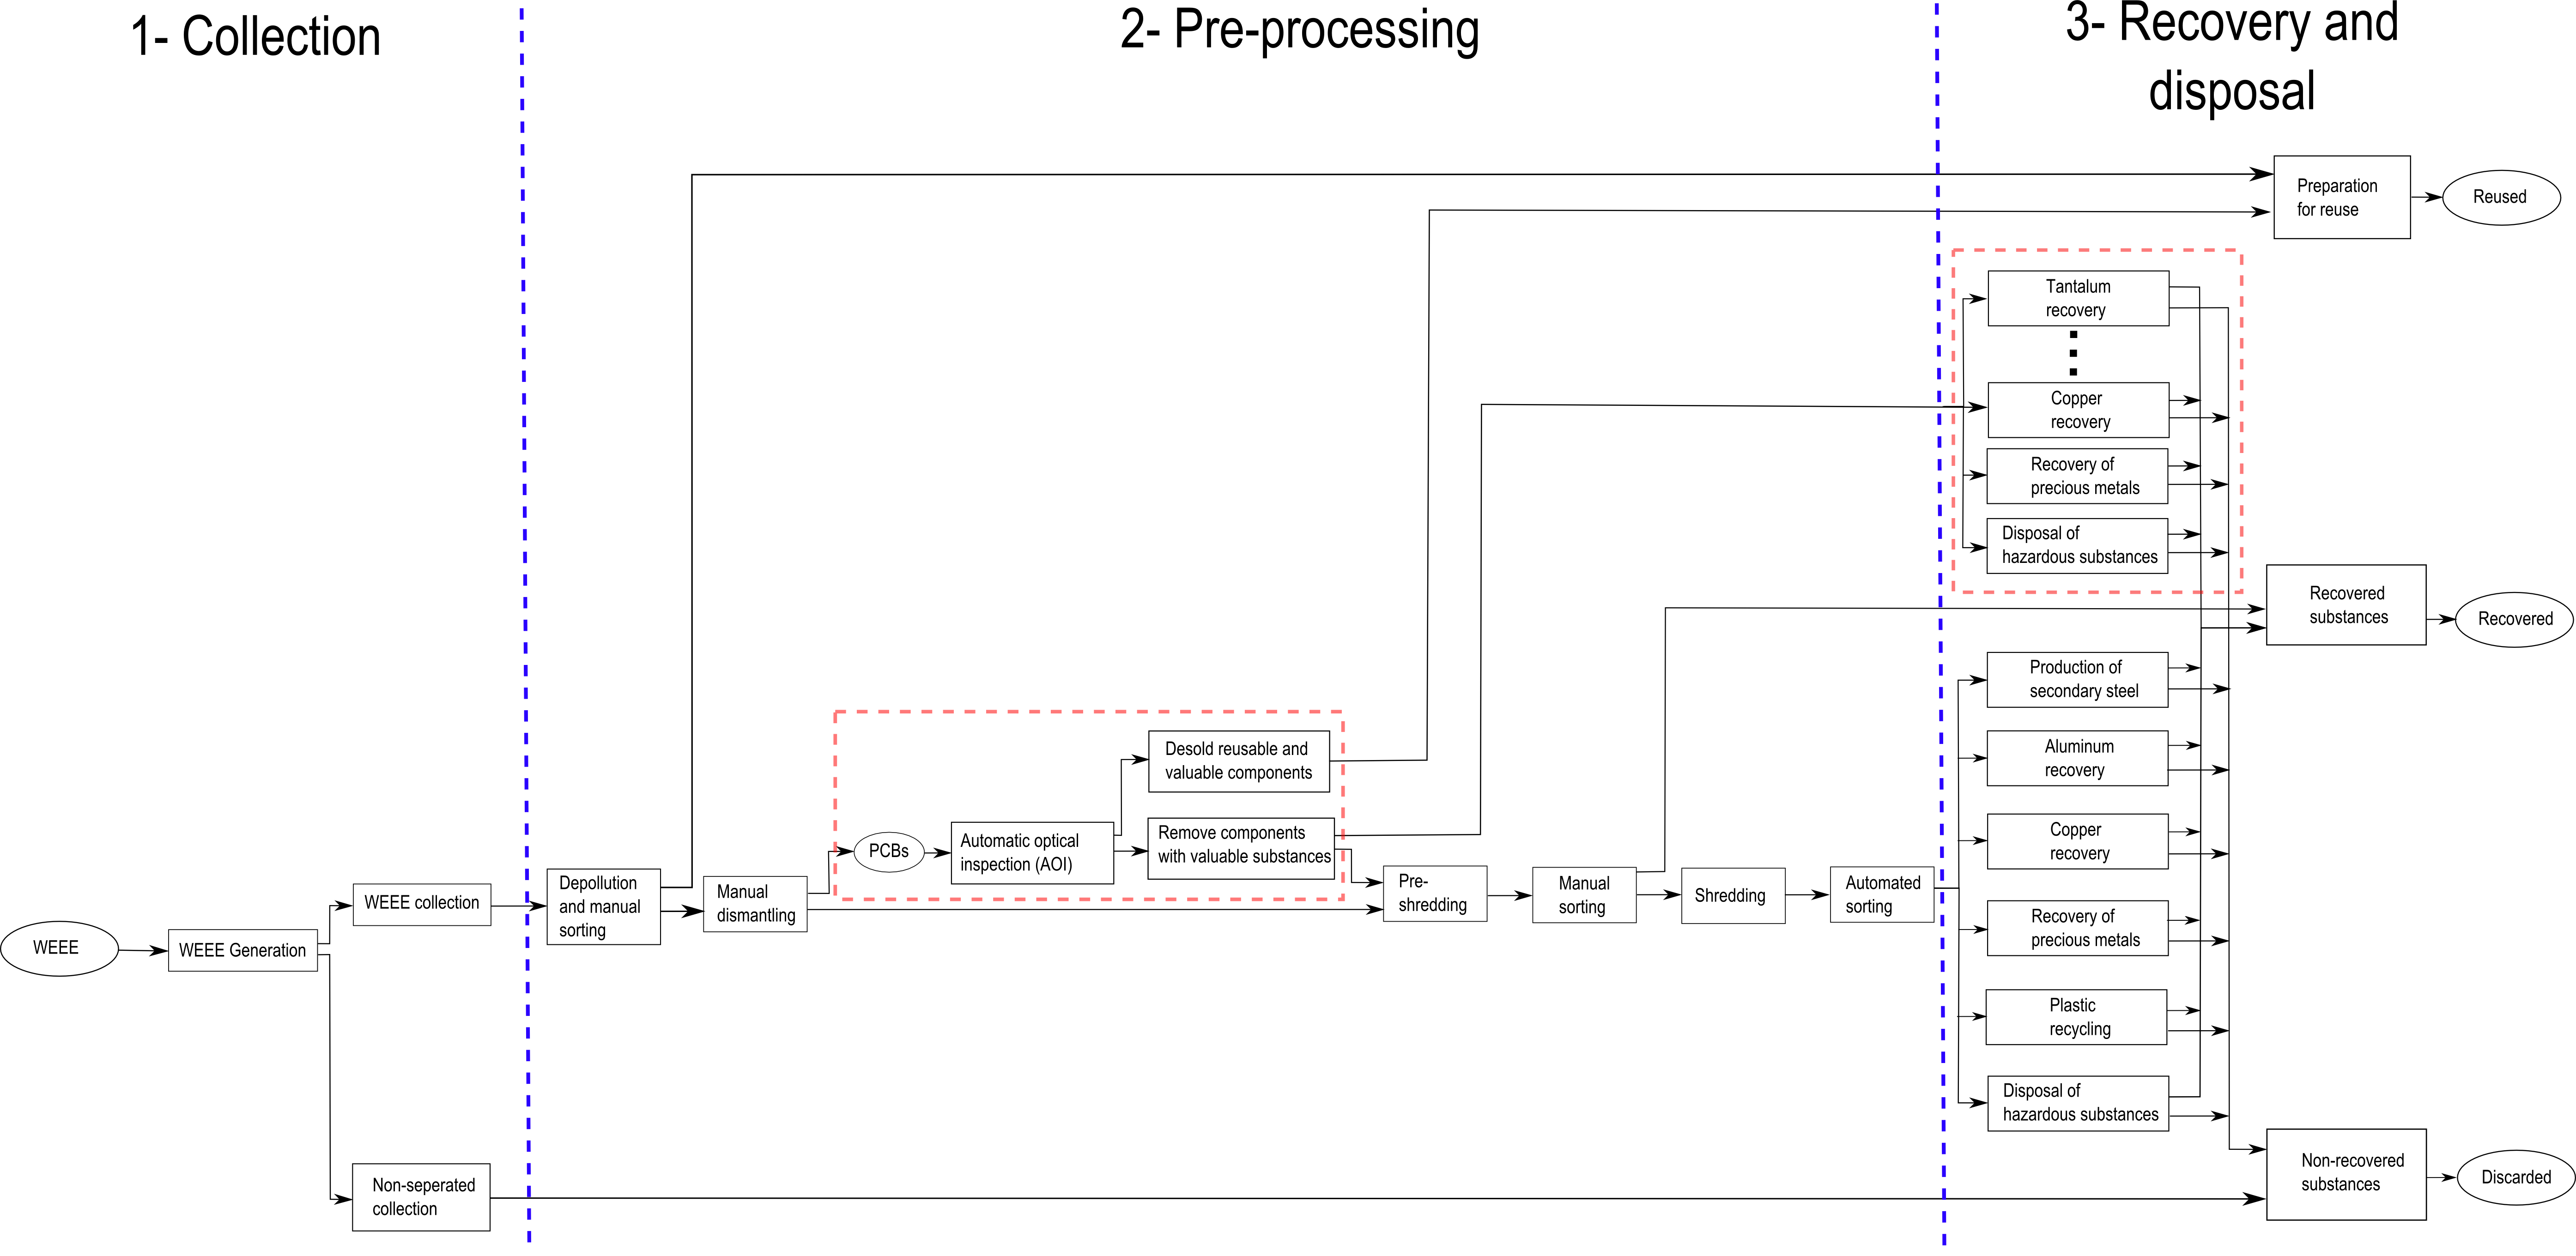 1- Collection
2- Pre-processing
3- Recovery and
disposal
Preparation
for reuse
Reused
Tantalum
recovery
Copper
recovery
Recovery of
precious metals
Disposal of
hazardous substances
Recovered
substances
Recovered
Production of
secondary steel
Aluminum
recovery
Copper
recovery
Recovery of
precious metals
Plastic
recycling
Disposal of
hazardous substances
Non-recovered
substances
Discarded
Desold reusable and
valuable components
PCBs
Automatic optical
inspection (AOI)
Remove components
with valuable substances
Depollution
and manual
sorting
Manual
dismantling
Pre-
shredding
Manual
sorting
Shredding
Automated
sorting
WEEE
WEEE Generation
WEEE collection
Non-seperated
collection